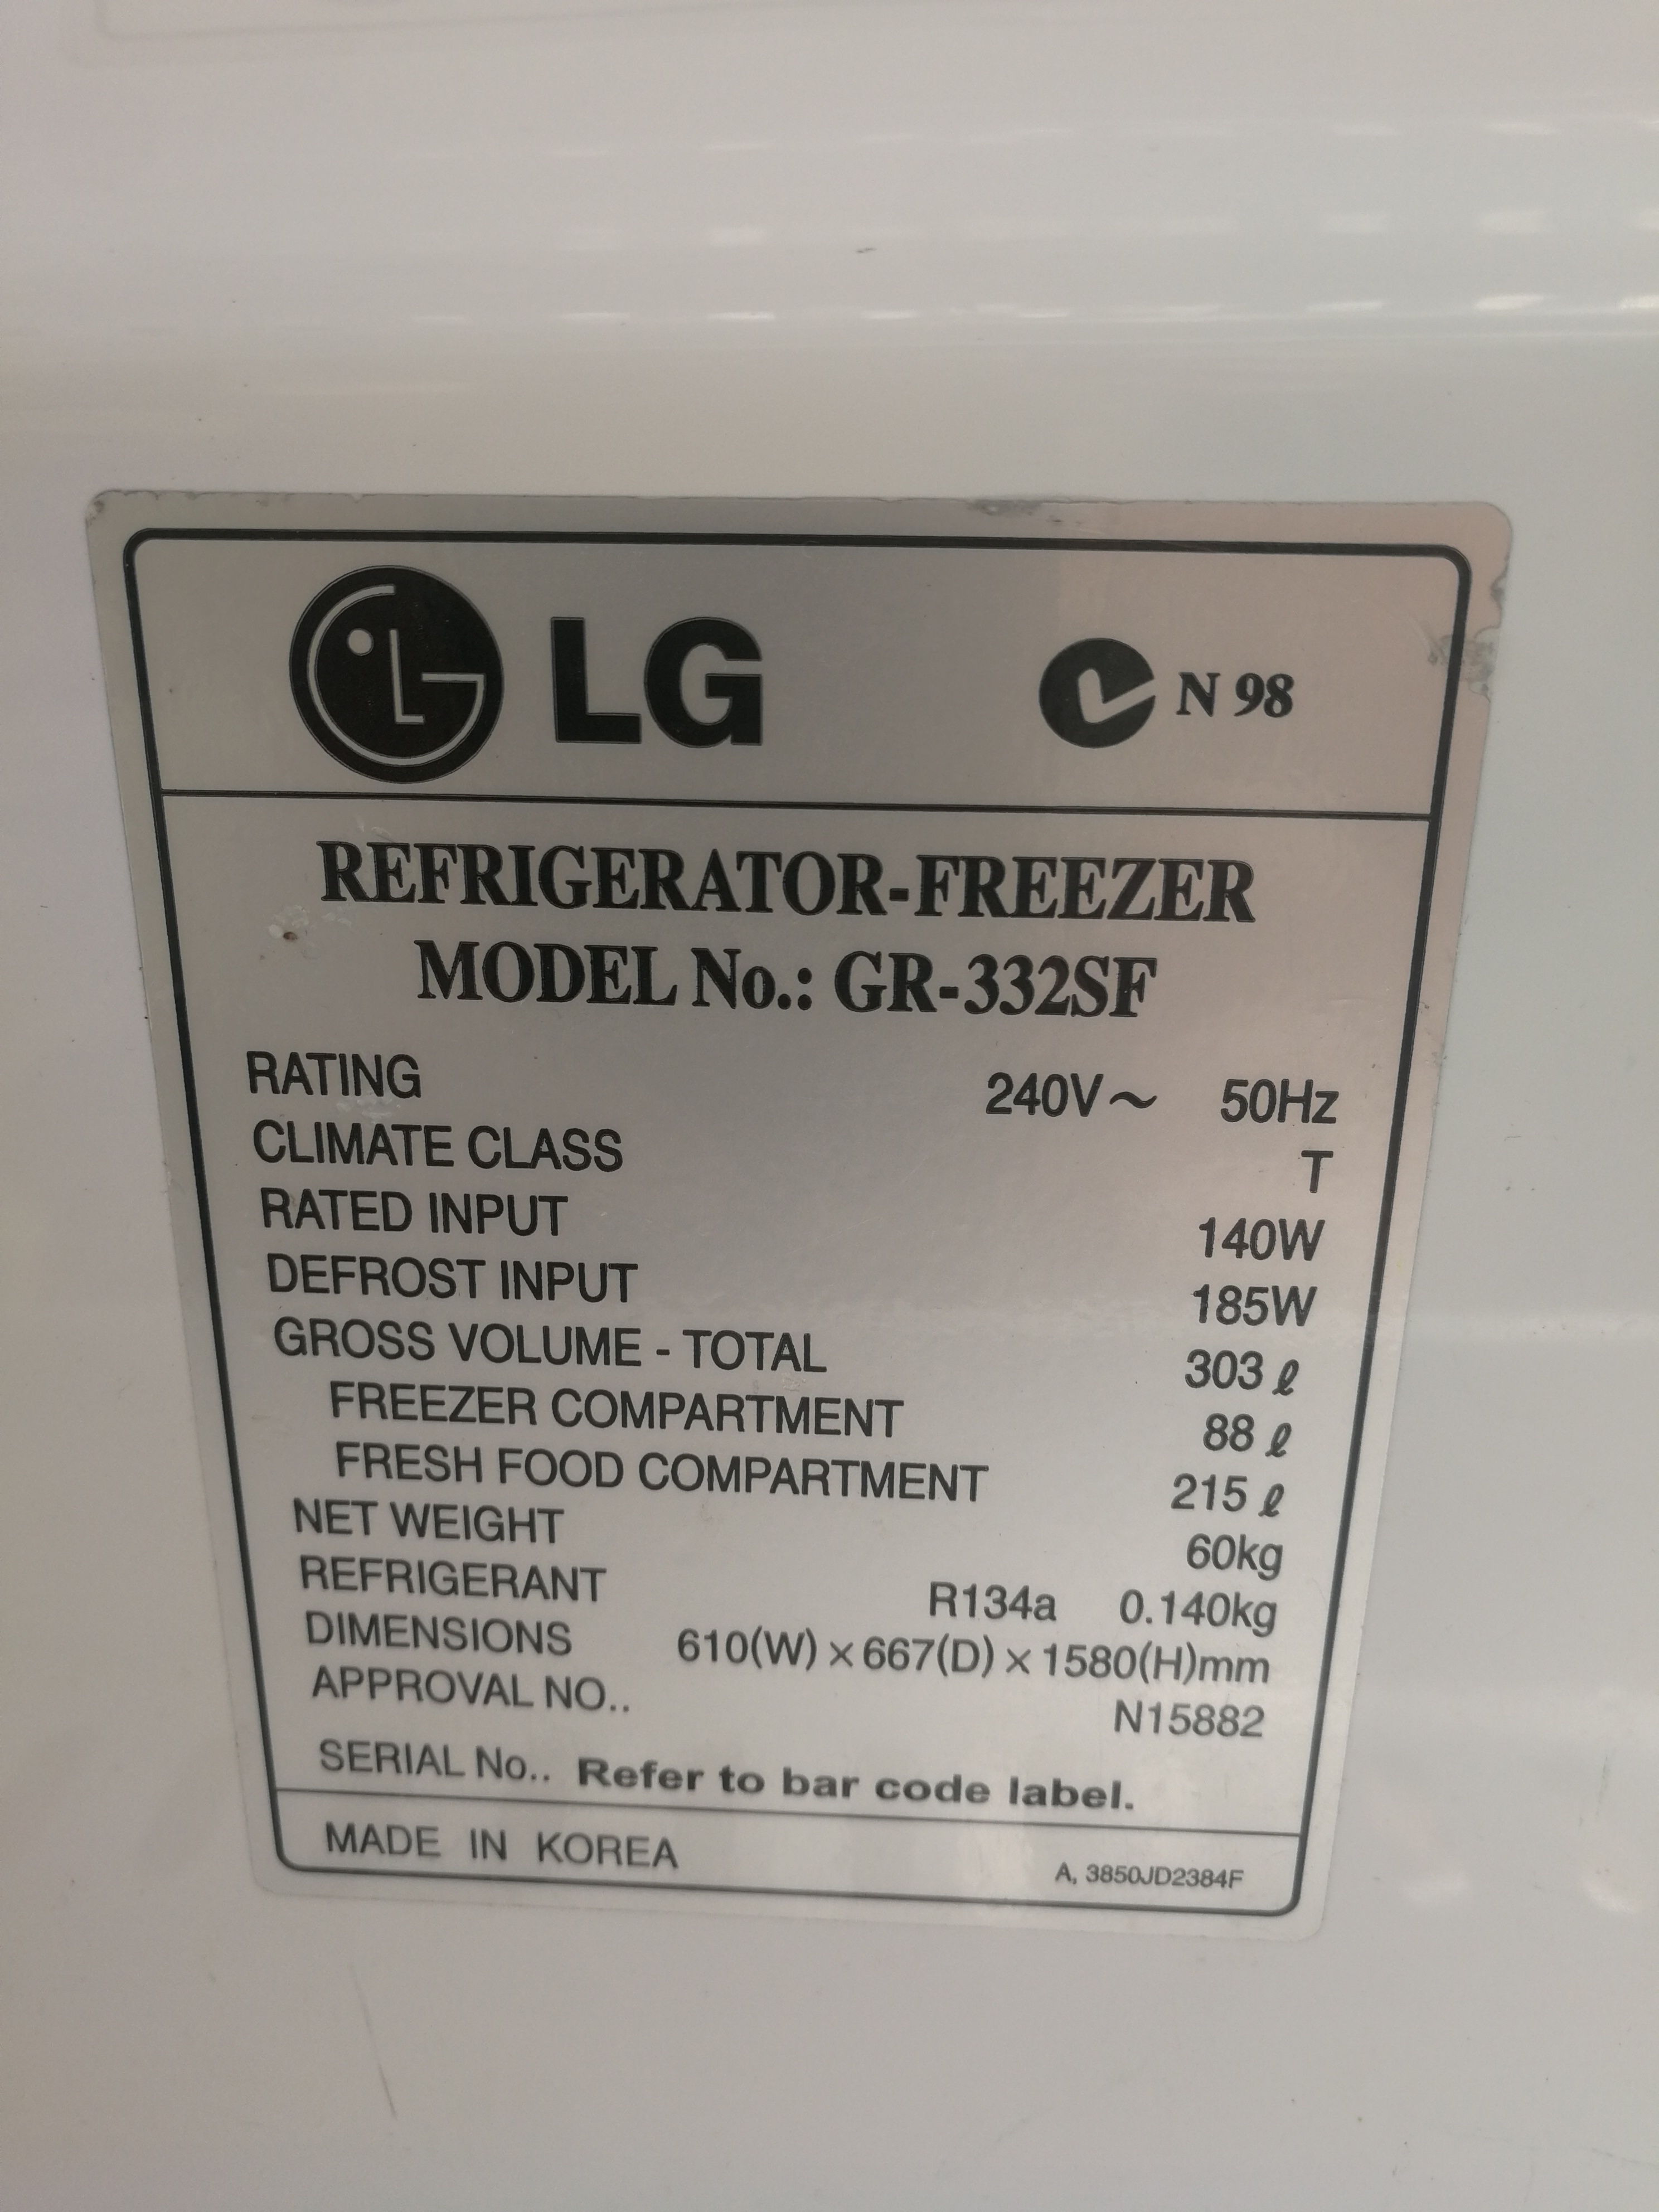 LG N 98
REFRIGERATOR-FREEZER
MODEL No.: GR-332SF
RATING 240V~ 50Hz
CLIMATE CLASS T
RATED INPUT 140W
DEFROST INPUT 185W
GROSS VOLUME - TOTAL 303 ℓ
FREEZER COMPARTMENT 88 ℓ
FRESH FOOD COMPARTMENT 215 ℓ
NET WEIGHT 60kg
REFRIGERANT R134a 0.140kg
DIMENSIONS 610(W)×667(D)×1580(H)mm
APPROVAL NO.. N15882
SERIAL No.. Refer to bar code label.
MADE IN KOREA A, 3850JD2384F